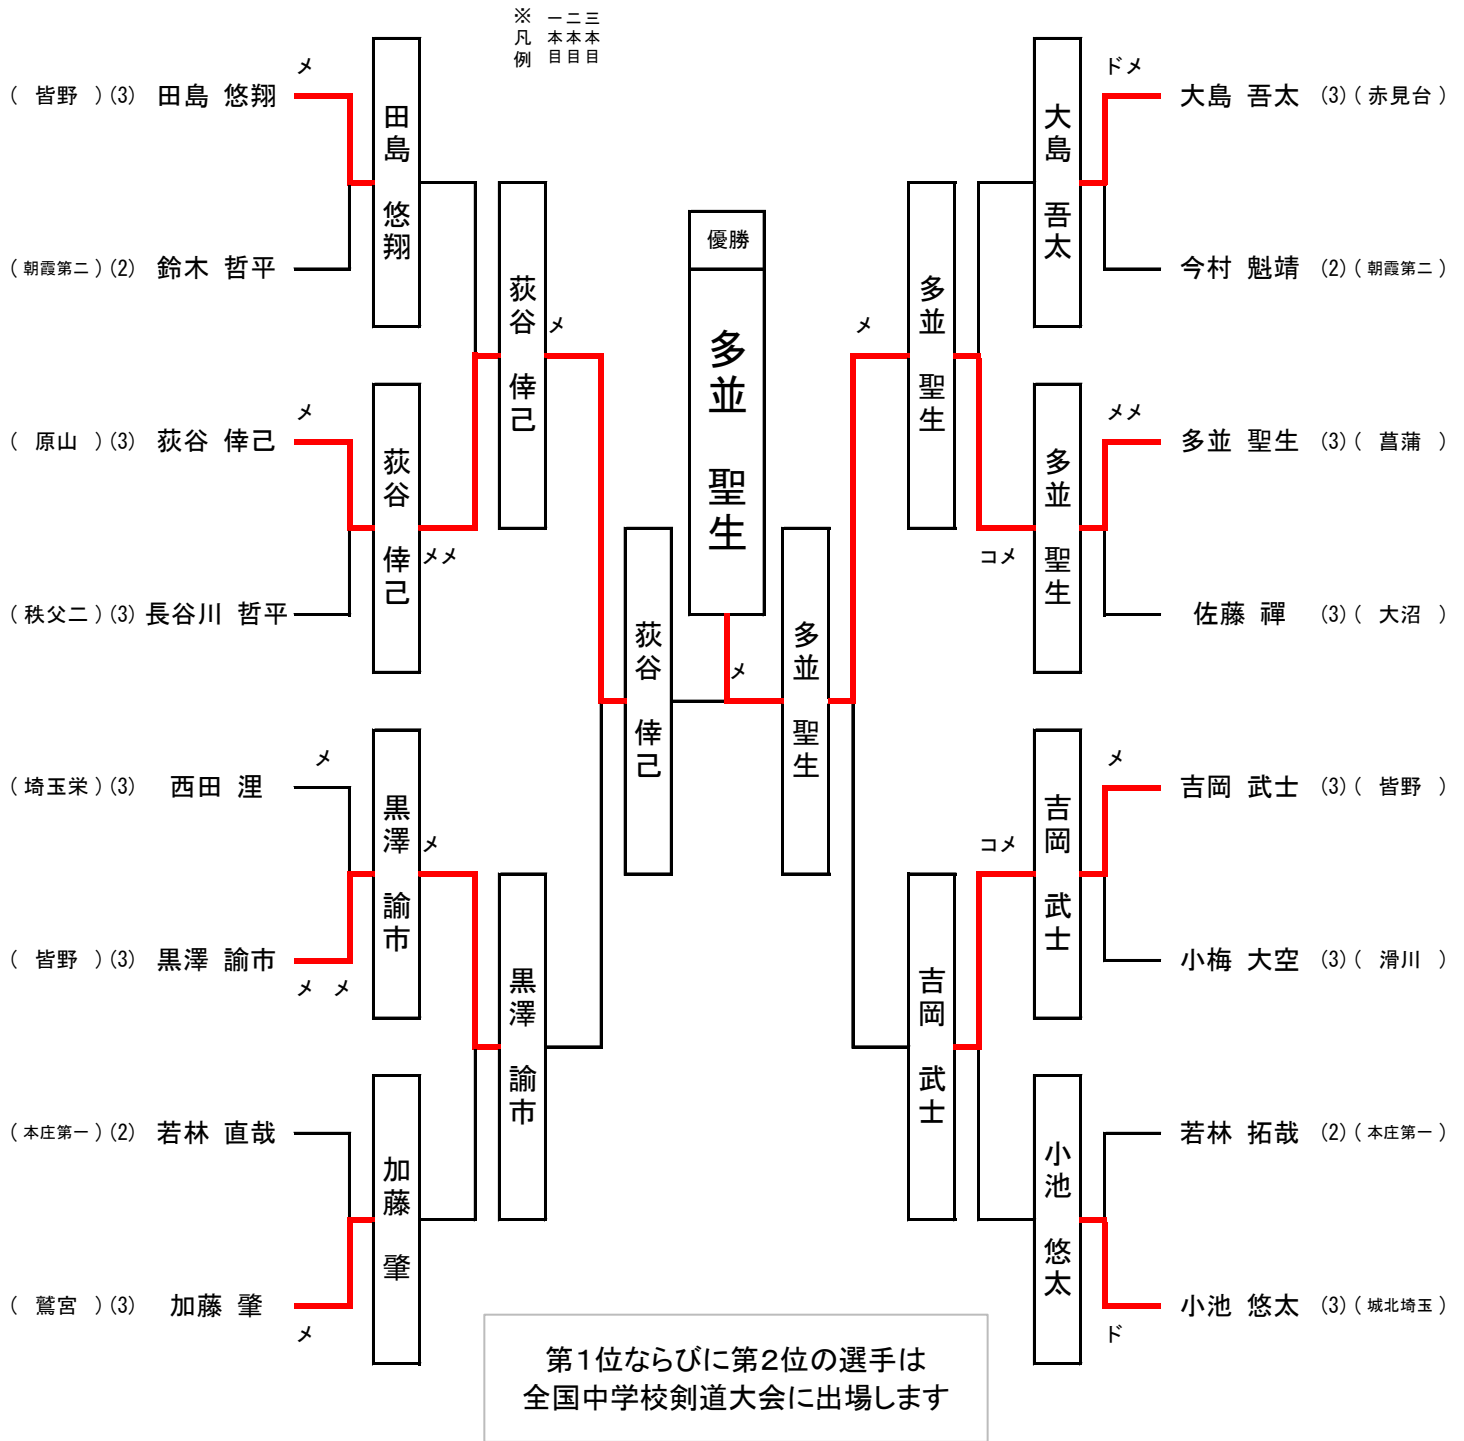 ※凡例
一本目
二本目
三本目
メ
( 皆野 ) (3) 田島 悠翔
( 朝霞第二 ) (2) 鈴木 哲平
田島 悠翔
メ
( 原山 ) (3) 荻谷 倖己
( 秩父二 ) (3) 長谷川 哲平
荻谷 倖己
メメ
荻谷 倖己
メ
メ
( 埼玉栄 ) (3) 西田 浬
( 皆野 ) (3) 黒澤 諭市
メ メ
黒澤 諭市
メ
( 本庄第一 ) (2) 若林 直哉
( 鷲宮 ) (3) 加藤 肇
メ
加藤 肇
黒澤 諭市
荻谷 倖己
優勝
多並 聖生
メ
多並 聖生
メ
多並 聖生
大島 吾太
ドメ
大島 吾太 (3) ( 赤見台 )
今村 魁靖 (2) ( 朝霞第二 )
コメ
多並 聖生
メメ
多並 聖生 (3) ( 菖蒲 )
佐藤 禪 (3) ( 大沼 )
吉岡 武士
コメ
吉岡 武士
メ
吉岡 武士 (3) ( 皆野 )
小梅 大空 (3) ( 滑川 )
小池 悠太
若林 拓哉 (2) ( 本庄第一 )
小池 悠太 (3) ( 城北埼玉 )
ド
第1位ならびに第2位の選手は
全国中学校剣道大会に出場します